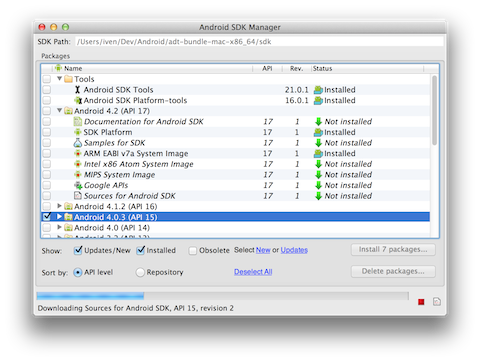 Android SDK Manager
SDK Path: /Users/iven/Dev/Android/adt-bundle-mac-x86_64/sdk
Packages
Name API Rev. Status
Tools
Android SDK Tools 21.0.1 Installed
Android SDK Platform-tools 16.0.1 Installed
Android 4.2 (API 17)
Documentation for Android SDK 17 1 Not installed
SDK Platform 17 1 Installed
Samples for SDK 17 1 Not installed
ARM EABI v7a System Image 17 1 Installed
Intel x86 Atom System Image 17 1 Not installed
MIPS System Image 17 1 Not installed
Google APIs 17 1 Not installed
Sources for Android SDK 17 1 Not installed
Android 4.1.2 (API 16)
Android 4.0.3 (API 15)
Android 4.0 (API 14)
Show: Updates/New Installed Obsolete Select New or Updates Install 7 packages...
Sort by: API level Repository Deselect All Delete packages...
Downloading Sources for Android SDK, API 15, revision 2